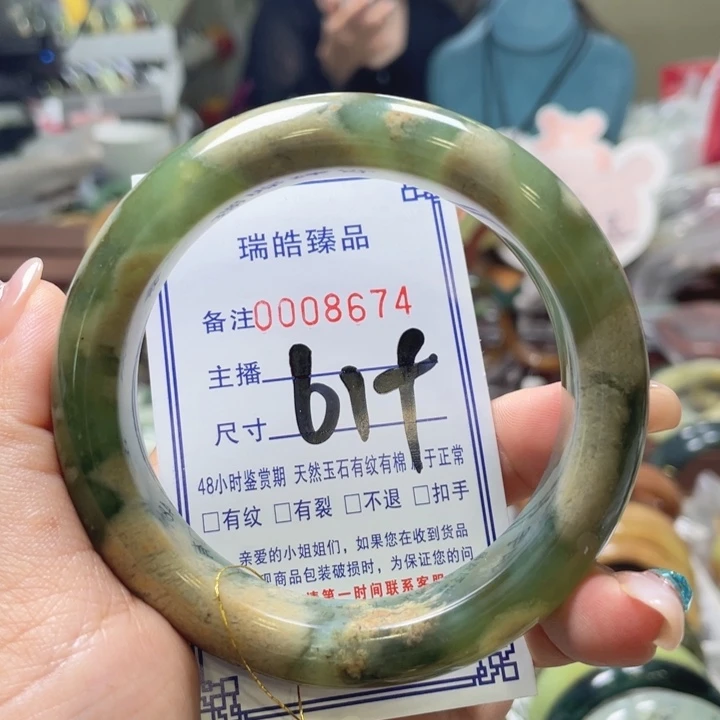 瑞皓臻品
备注0008674
主播
尺寸
61f
48小时鉴赏期 天然玉石有纹有棉 于正常
□有纹 □有裂 □不退 □扣手
亲爱的小姐姐们，如果您在收到货品
现商品包装破损时，为保证您的问
第一时间联系客服